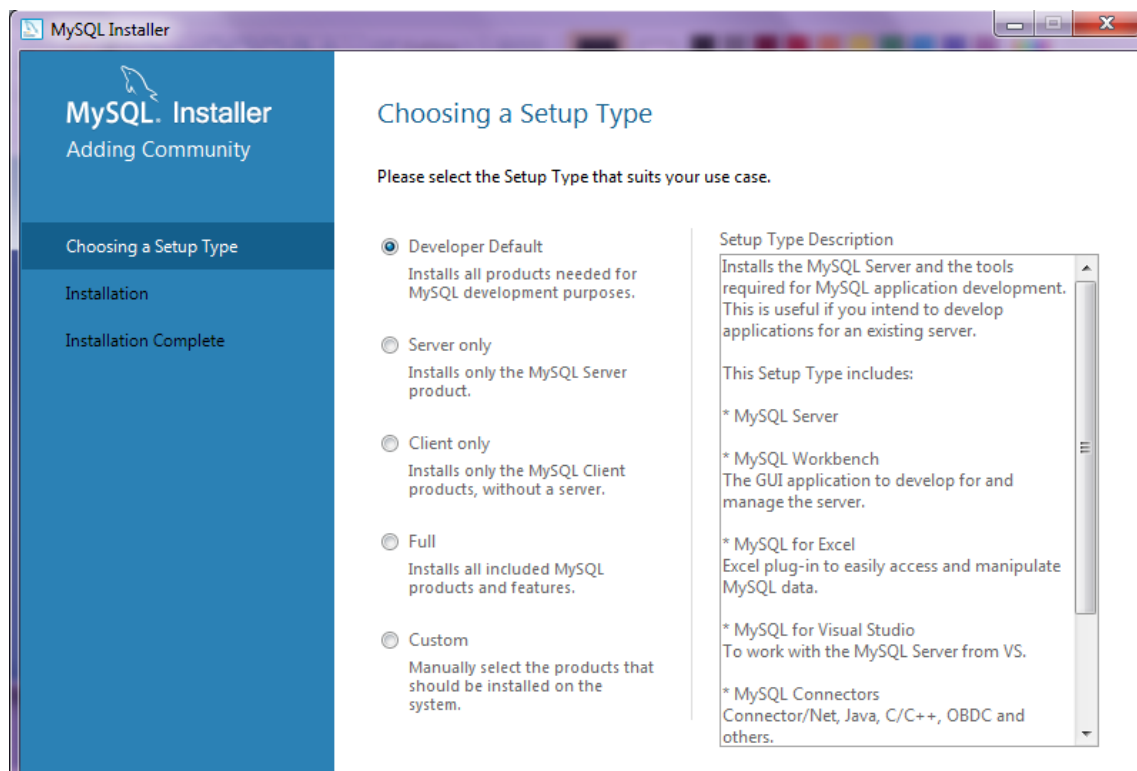 MySQL Installer
MySQL. Installer
Adding Community
Choosing a Setup Type
Installation
Installation Complete
Choosing a Setup Type
Please select the Setup Type that suits your use case.
Developer Default
Installs all products needed for
MySQL development purposes.
Server only
Installs only the MySQL Server
product.
Client only
Installs only the MySQL Client
products, without a server.
Full
Installs all included MySQL
products and features.
Custom
Manually select the products that
should be installed on the
system.
Setup Type Description
Installs the MySQL Server and the tools
required for MySQL application development.
This is useful if you intend to develop
applications for an existing server.
This Setup Type includes:
* MySQL Server
* MySQL Workbench
The GUI application to develop for and
manage the server.
* MySQL for Excel
Excel plug-in to easily access and manipulate
MySQL data.
* MySQL for Visual Studio
To work with the MySQL Server from VS.
* MySQL Connectors
Connector/Net, Java, C/C++, OBDC and
others.